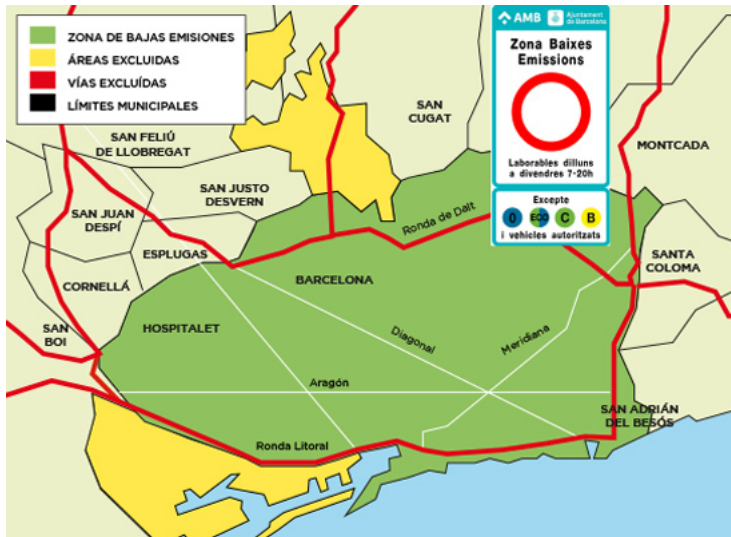 ZONA DE BAJAS EMISIONES
ÁREAS EXCLUIDAS
VÍAS EXCLUÍDAS
LÍMITES MUNICIPALES
AMB
Ajuntament
de Barcelona
Zona Baixes
Emissions
Laborables dilluns
a divendres 7-20h
Excepte
0 ECO C B
i vehicles autoritzats
SAN
CUGAT
MONTCADA
SAN FELIÚ
DE LLOBREGAT
SAN JUSTO
DESVERN
SAN JUAN
DESPÍ
Ronda de Dalt
ESPLUGAS
SANTA
COLOMA
BARCELONA
CORNELLÁ
SAN
BOI
HOSPITALET
Diagonal
Meridiana
Aragón
SAN ADRIÁN
DEL BESÓS
Ronda Litoral